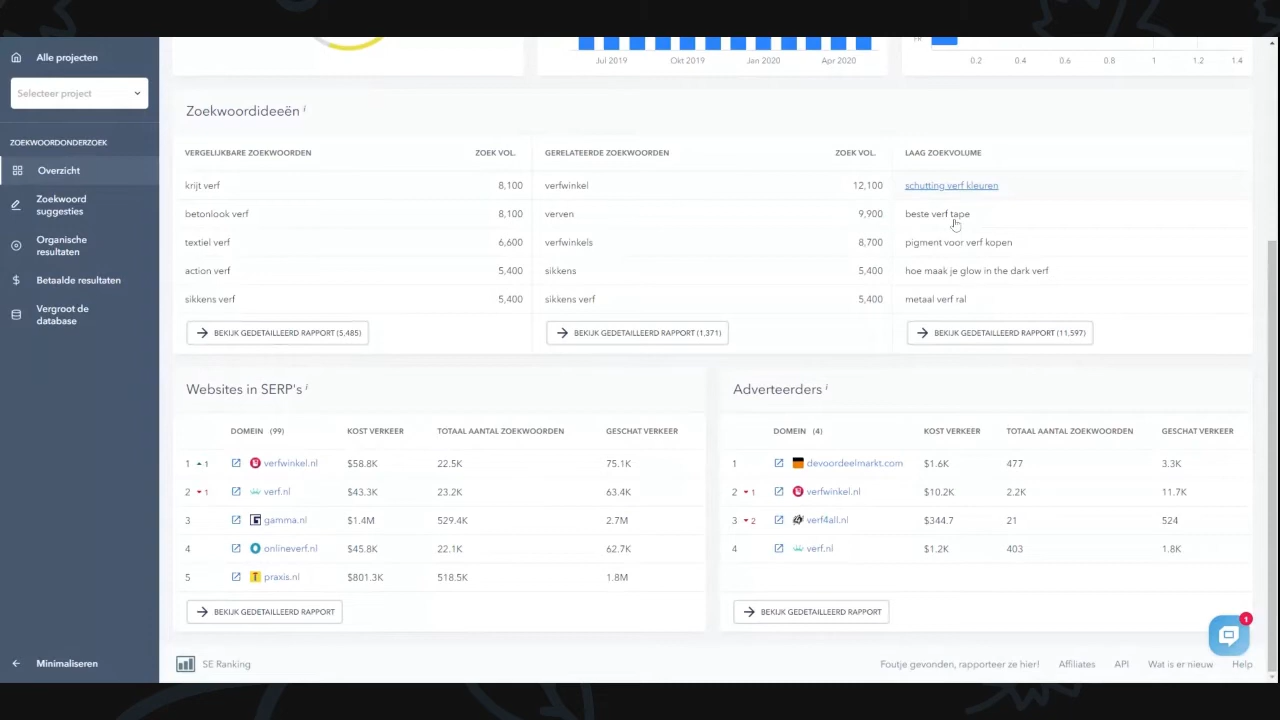 Alle projecten
Selecteer project
ZOEKWOORDONDERZOEK
Overzicht
Zoekwoord
suggesties
Organische
resultaten
Betaalde resultaten
Vergroot de
database
Minimaliseren
Jul 2019 Okt 2019 Jan 2020 Apr 2020
FR
0.2 0.4 0.6 0.8 1 1.2 1.4
Zoekwoordideeën i
VERGELIJKBARE ZOEKWOORDEN ZOEK VOL. GERELATEERDE ZOEKWOORDEN ZOEK VOL. LAAG ZOEKVOLUME
krijt verf 8,100 verfwinkel 12,100 schutting verf kleuren
betonlook verf 8,100 verven 9,900 beste verf tape
textiel verf 6,600 verfwinkels 8,700 pigment voor verf kopen
action verf 5,400 sikkens 5,400 hoe maak je glow in the dark verf
sikkens verf 5,400 sikkens verf 5,400 metaal verf ral
BEKIJK GEDETAILLEERD RAPPORT (5,485) BEKIJK GEDETAILLEERD RAPPORT (1,371) BEKIJK GEDETAILLEERD RAPPORT (11,597)
Websites in SERP's i
DOMEIN (99) KOST VERKEER TOTAAL AANTAL ZOEKWOORDEN GESCHAT VERKEER
1 1 verfwinkel.nl $58.8K 22.5K 75.1K
2 1 verf.nl $43.3K 23.2K 63.4K
3 gamma.nl $1.4M 529.4K 2.7M
4 onlineverf.nl $45.8K 22.1K 62.7K
5 praxis.nl $801.3K 518.5K 1.8M
BEKIJK GEDETAILLEERD RAPPORT
Adverteerders i
DOMEIN (4) KOST VERKEER TOTAAL AANTAL ZOEKWOORDEN GESCHAT VERKEER
1 devoordeelmarkt.com $1.6K 477 3.3K
2 1 verfwinkel.nl $10.2K 2.2K 11.7K
3 2 verf4all.nl $344.7 21 524
4 verf.nl $1.2K 403 1.8K
BEKIJK GEDETAILLEERD RAPPORT
1
SE Ranking
Foutje gevonden, rapporteer ze hier! Affiliates API Wat is er nieuw Help